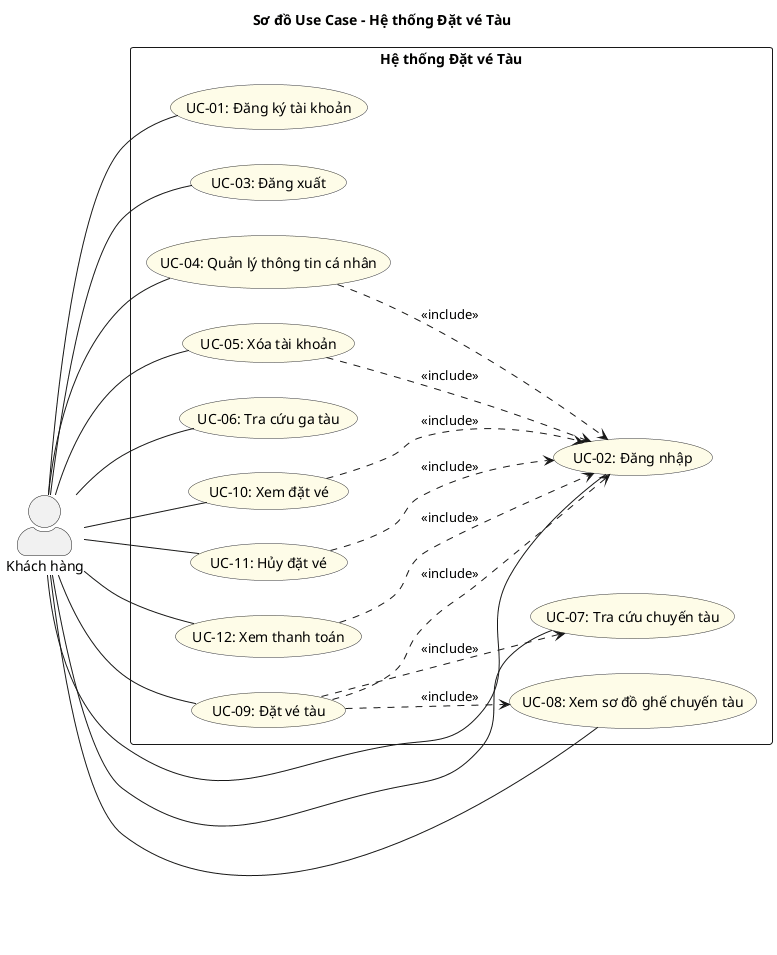 Sơ đồ Use Case - Hệ thống Đặt vé Tàu
Hệ thống Đặt vé Tàu
UC-01: Đăng ký tài khoản
UC-03: Đăng xuất
UC-04: Quản lý thông tin cá nhân
«include»
UC-05: Xóa tài khoản
«include»
UC-06: Tra cứu ga tàu
«include»
UC-02: Đăng nhập
UC-10: Xem đặt vé
«include»
UC-11: Hủy đặt vé
«include»
Khách hàng
UC-12: Xem thanh toán
«include»
UC-07: Tra cứu chuyến tàu
«include»
UC-09: Đặt vé tàu
«include»
UC-08: Xem sơ đồ ghế chuyến tàu